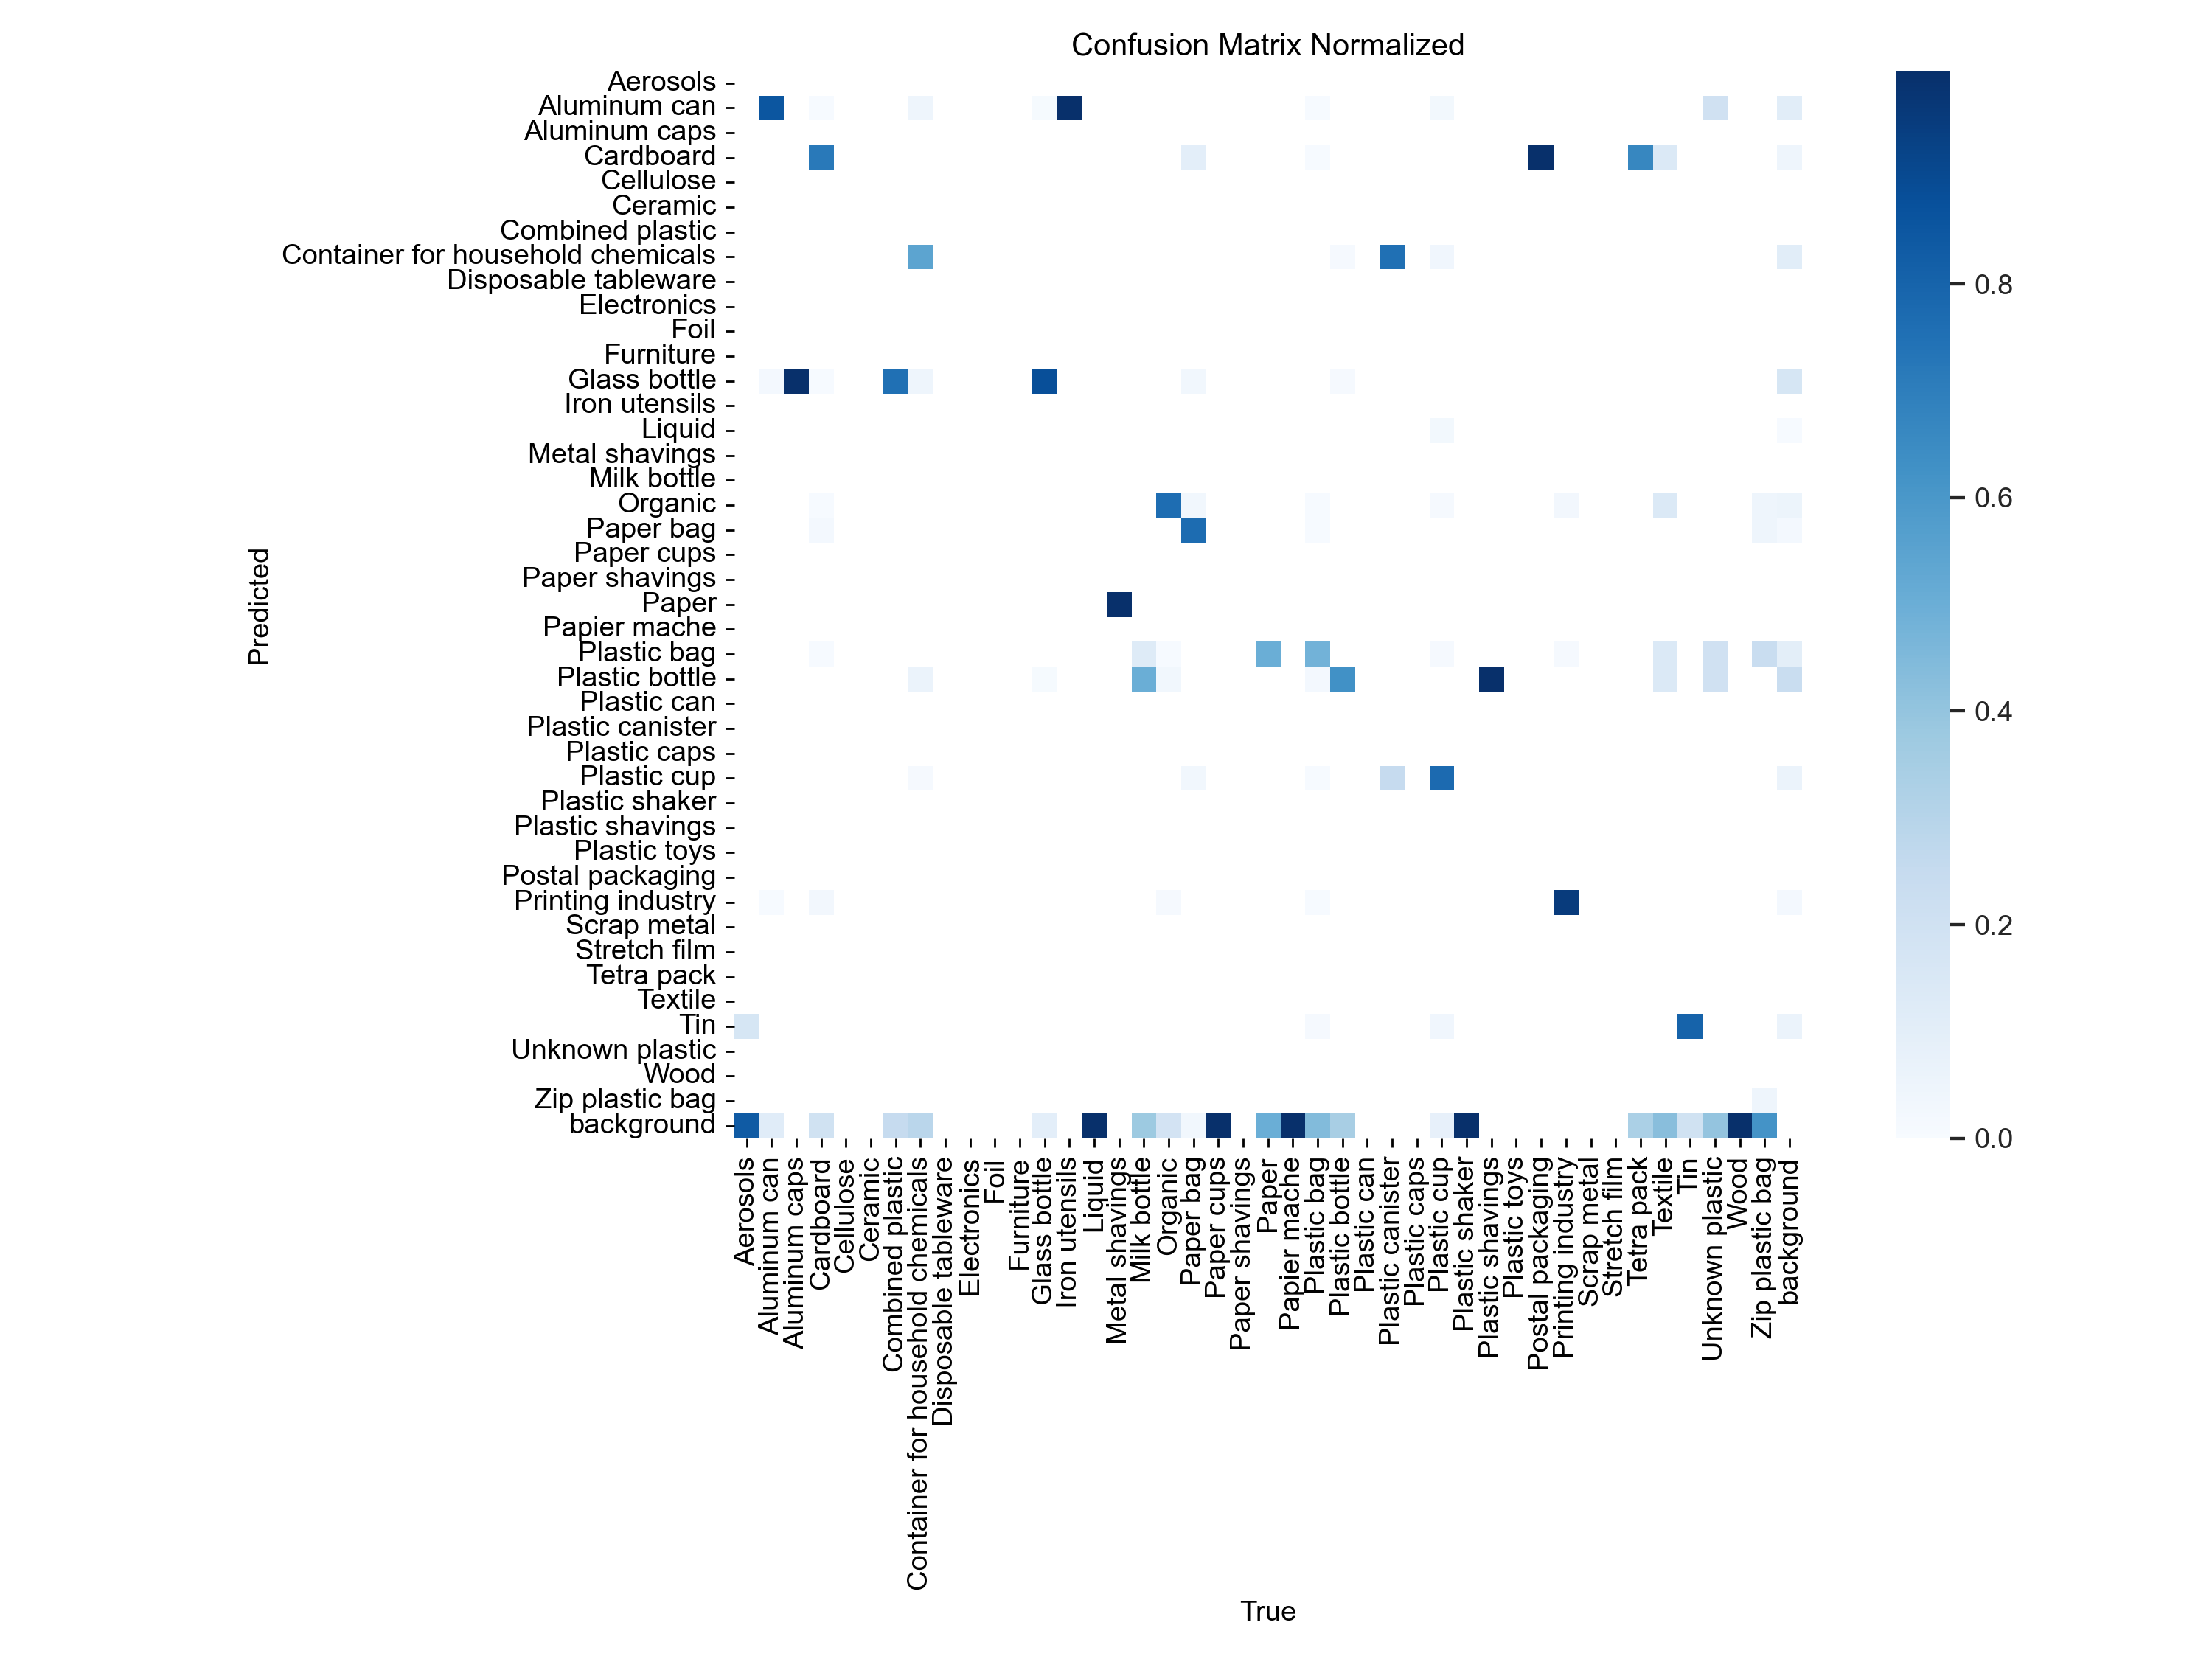 Confusion Matrix Normalized
Aerosols
Aluminum can
Aluminum caps
Cardboard
Cellulose
Ceramic
Combined plastic
Container for household chemicals
Disposable tableware
Electronics
Foil
Furniture
Glass bottle
Iron utensils
Liquid
Metal shavings
Milk bottle
Organic
Paper bag
Paper cups
Paper shavings
Paper
Papier mache
Plastic bag
Plastic bottle
Plastic can
Plastic canister
Plastic caps
Plastic cup
Plastic shaker
Plastic shavings
Plastic toys
Postal packaging
Printing industry
Scrap metal
Stretch film
Tetra pack
Textile
Tin
Unknown plastic
Wood
Zip plastic bag
background
Predicted
Aerosols
Aluminum can
Aluminum caps
Cardboard
Cellulose
Ceramic
Combined plastic
Container for household chemicals
Disposable tableware
Electronics
Foil
Furniture
Glass bottle
Iron utensils
Liquid
Metal shavings
Milk bottle
Organic
Paper bag
Paper cups
Paper shavings
Paper
Papier mache
Plastic bag
Plastic bottle
Plastic can
Plastic canister
Plastic caps
Plastic cup
Plastic shaker
Plastic shavings
Plastic toys
Postal packaging
Printing industry
Scrap metal
Stretch film
Tetra pack
Textile
Tin
Unknown plastic
Wood
Zip plastic bag
background
True
0.8
0.6
0.4
0.2
0.0